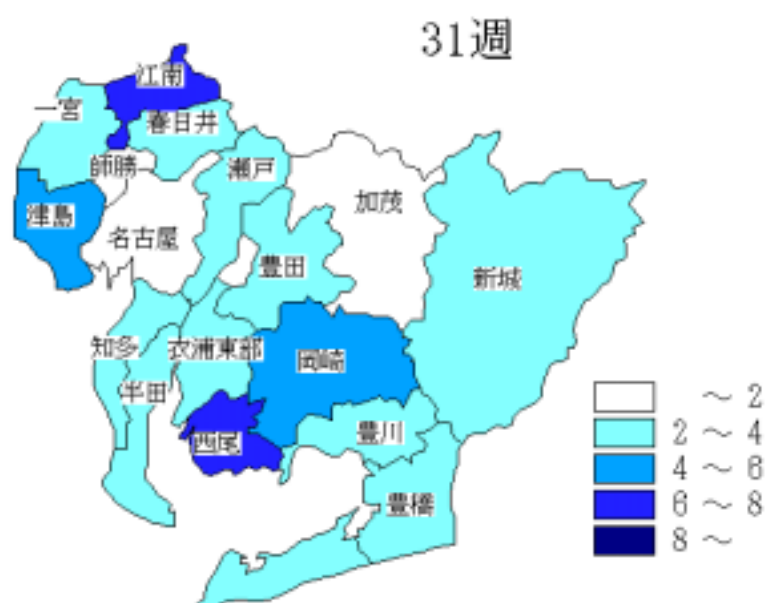 31週
江南
一宮
春日井
師勝
瀬戸
津島
加茂
名古屋
豊田
新城
知多
衣浦東部
岡崎
半田
西尾
豊川
豊橋
～2
2～4
4～6
6～8
8～